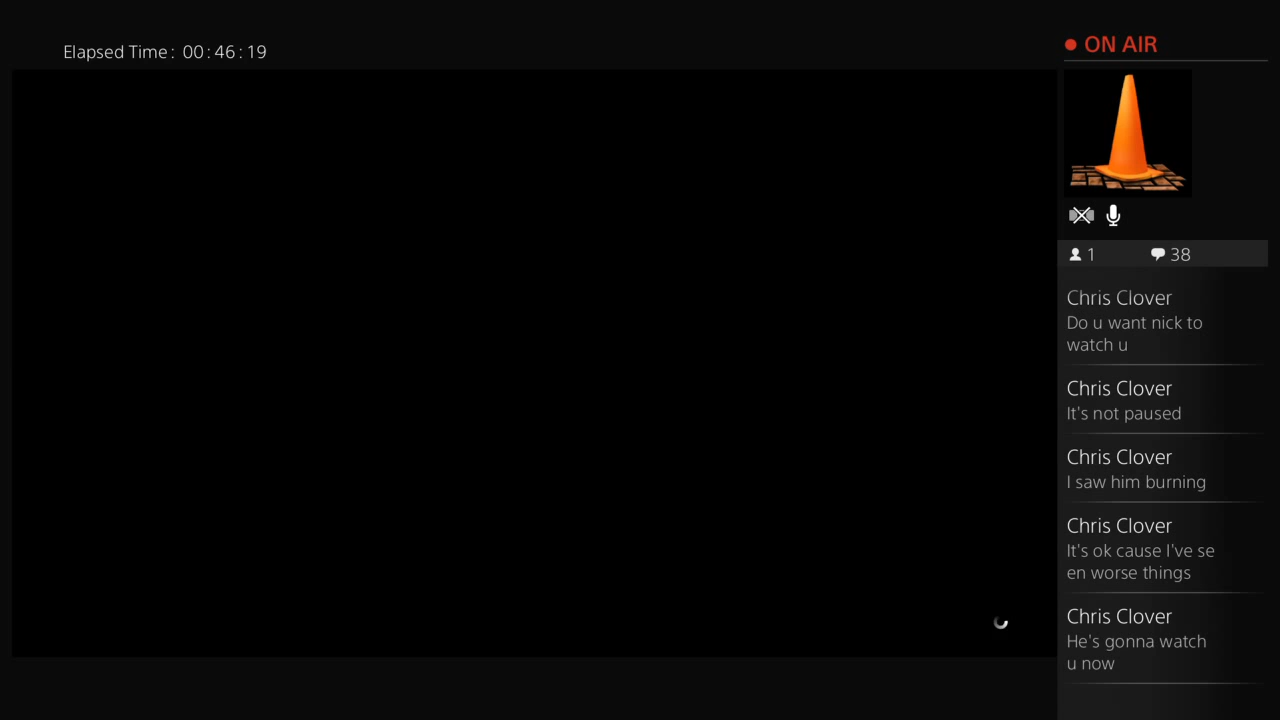 Elapsed Time: 00:46:19
ON AIR
1 38
Chris Clover
Do u want nick to
watch u
Chris Clover
It's not paused
Chris Clover
I saw him burning
Chris Clover
It's ok cause I've se
en worse things
Chris Clover
He's gonna watch
u now